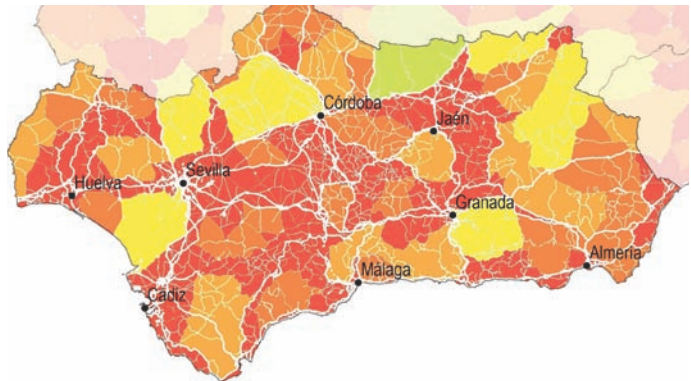 Córdoba
Jaén
Huelva
Sevilla
Granada
Almería
Málaga
Cádiz